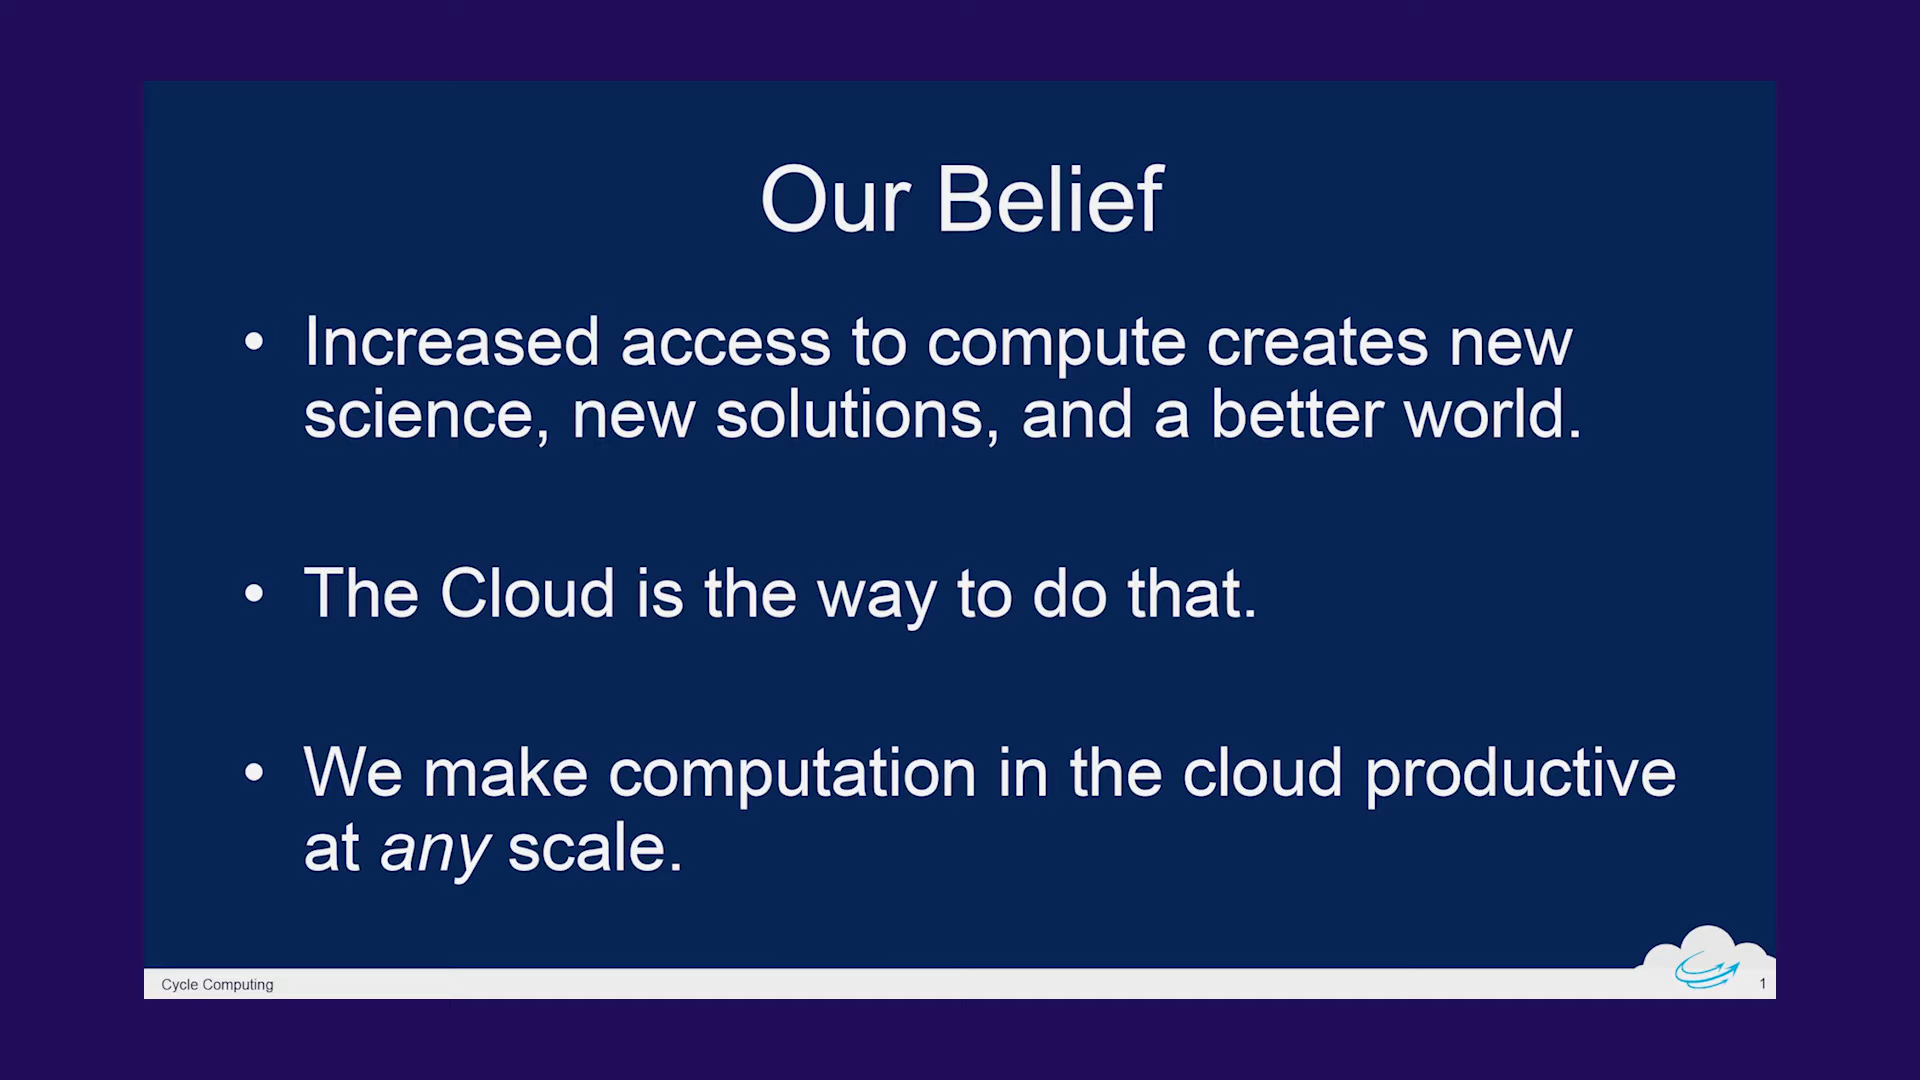 Our Belief
• Increased access to compute creates new
science, new solutions, and a better world.
• The Cloud is the way to do that.
• We make computation in the cloud productive
at any scale.
Cycle Computing
1